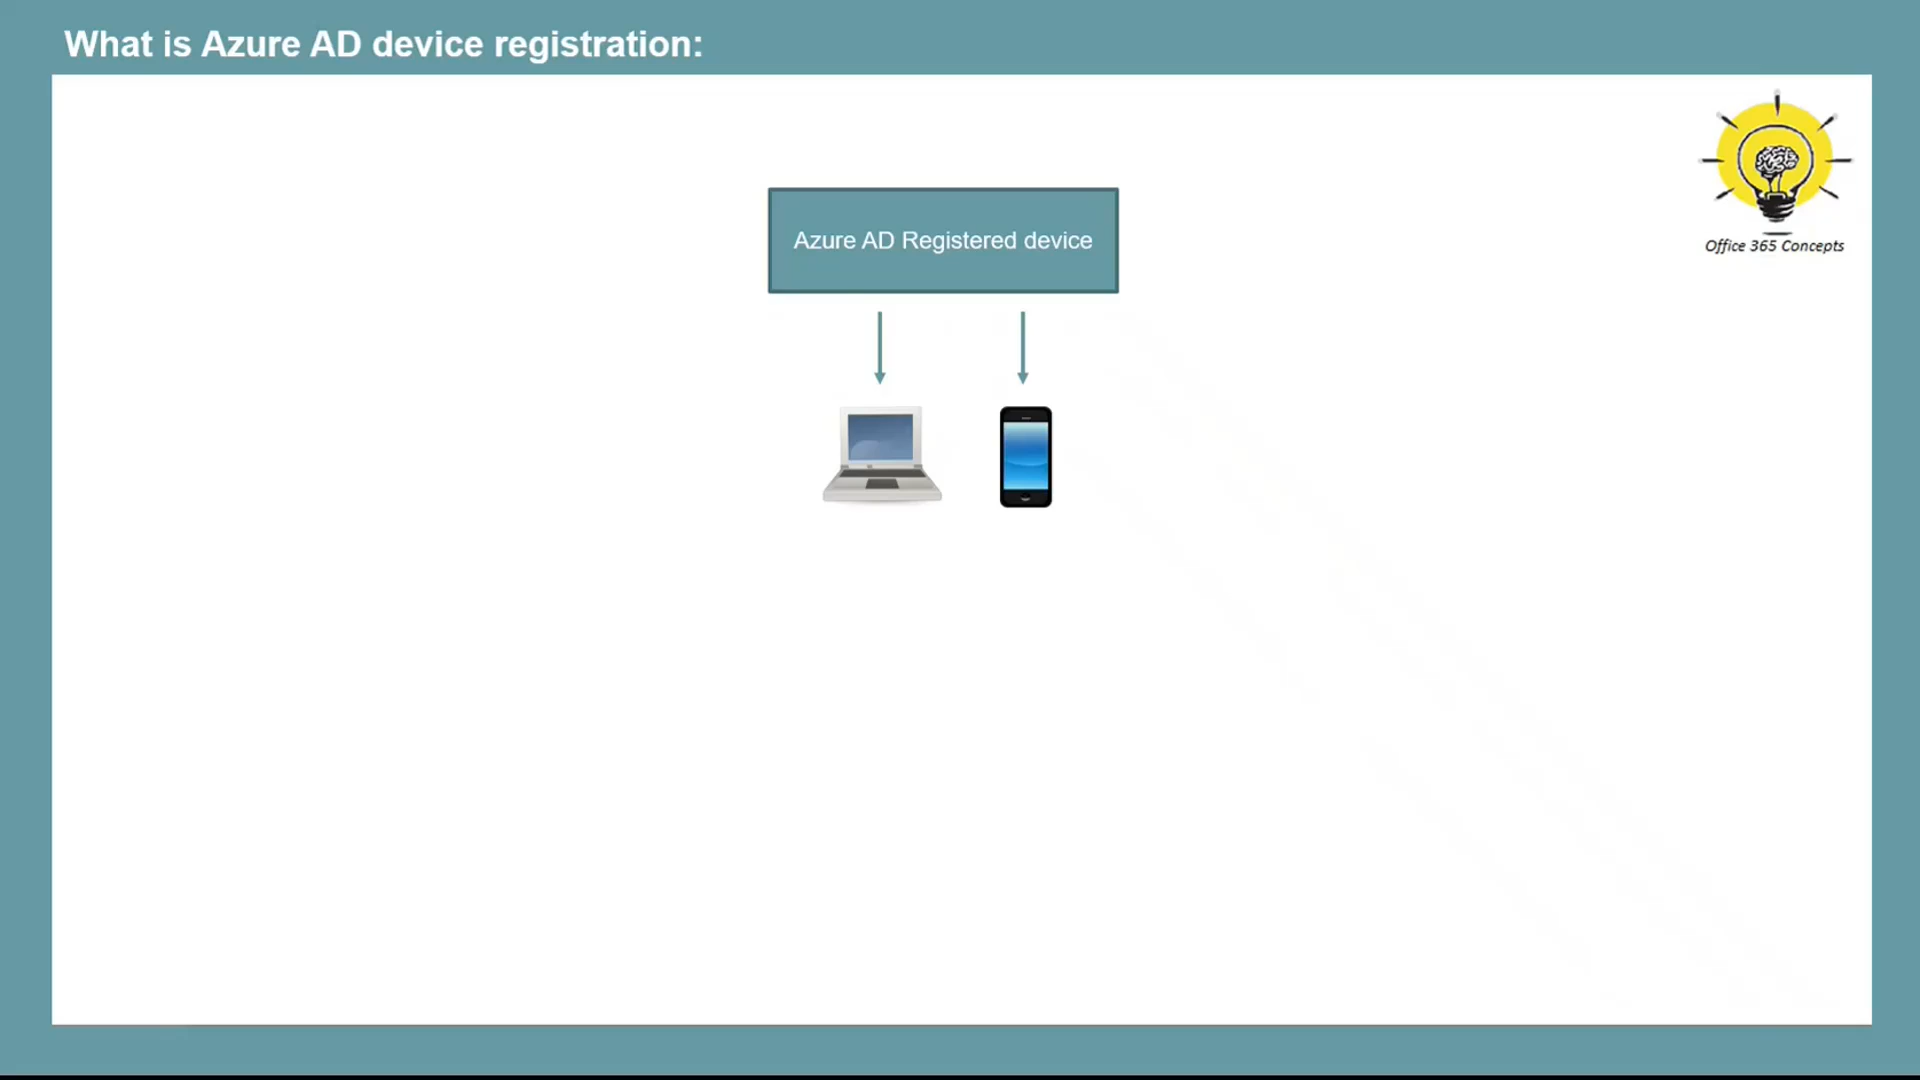 What is Azure AD device registration:
Azure AD Registered device
Office 365 Concepts